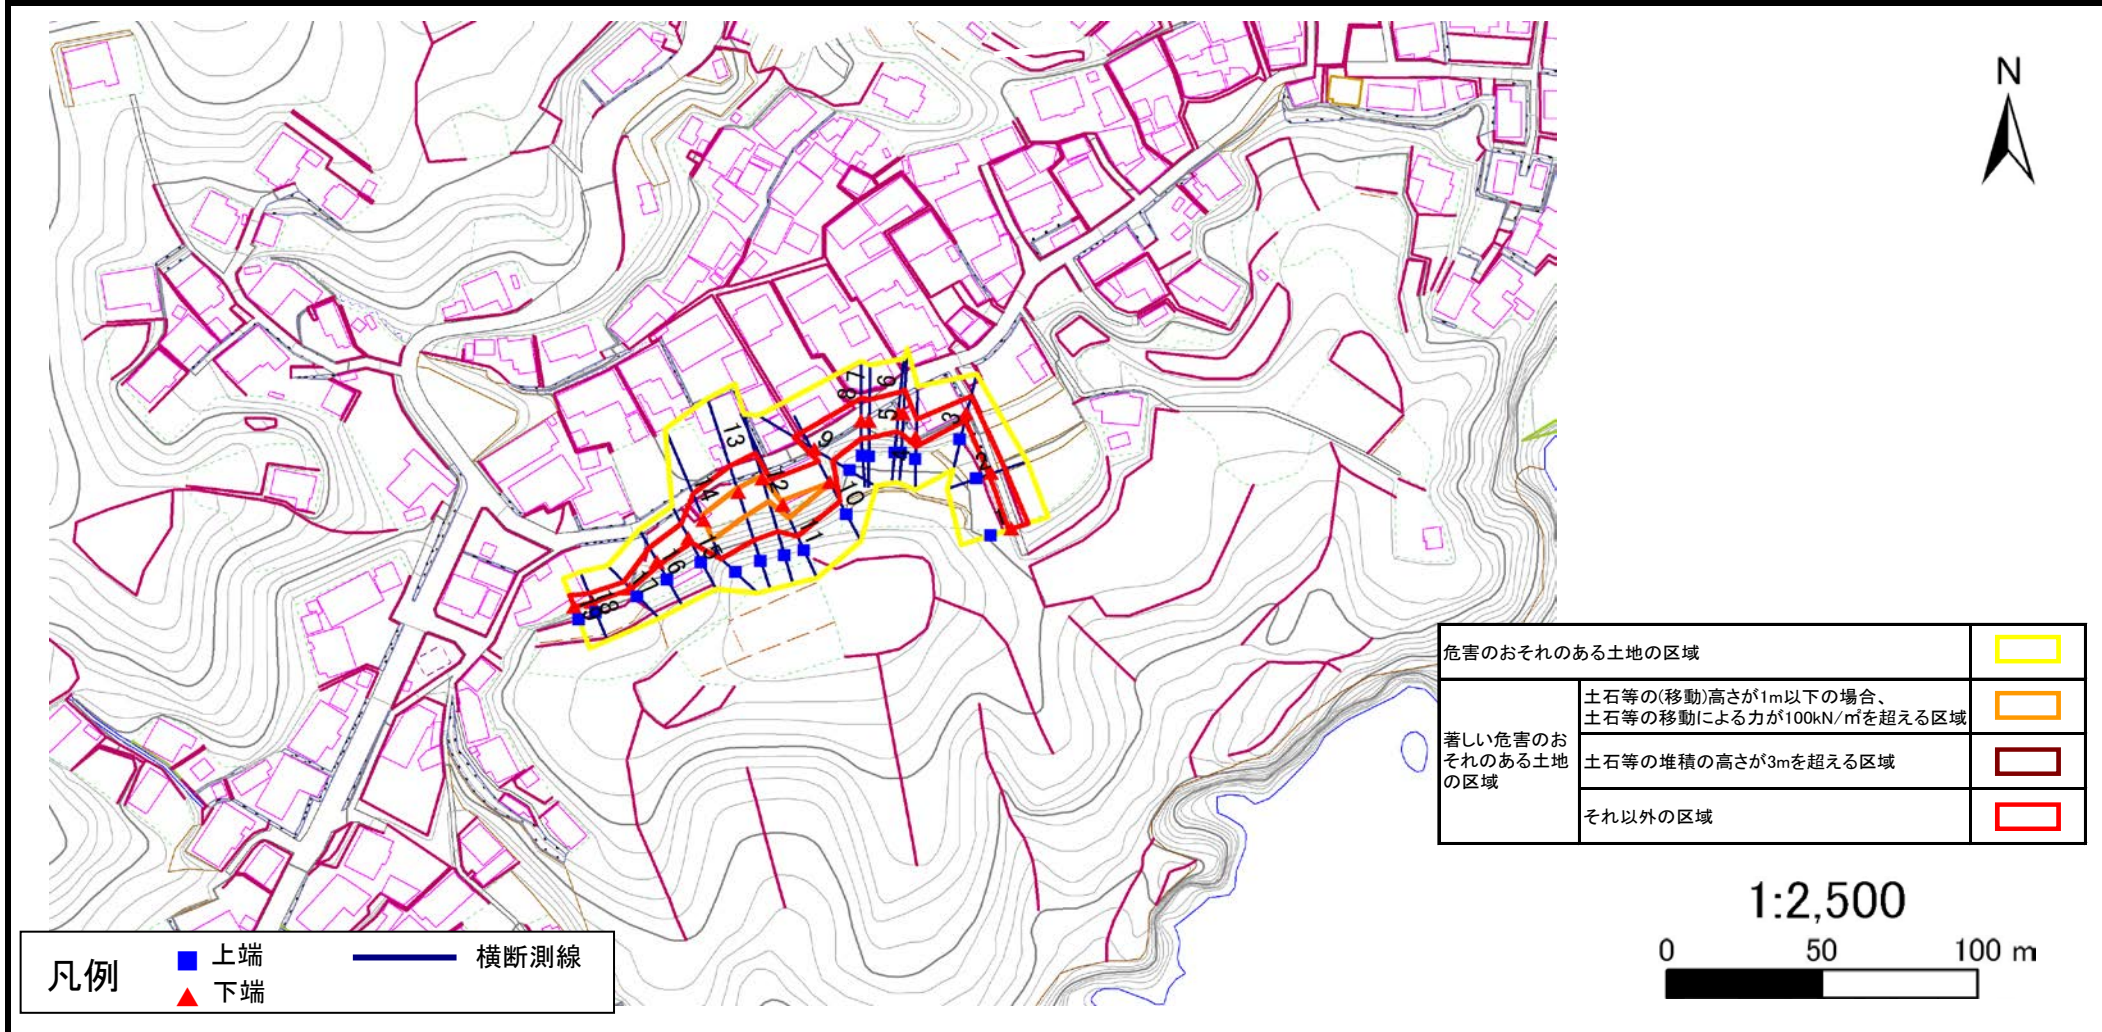 N
7
6
8
5
3
9
4
2
13
12
14
10
11
15
16
17
18
危害のおそれのある土地の区域
著しい危害のお
それのある土地
の区域
土石等の(移動)高さが1m以下の場合、
土石等の移動による力が100kN/㎡を超える区域
土石等の堆積の高さが3mを超える区域
それ以外の区域
1:2,500
0 50 100 m
凡例
上端
下端
横断測線